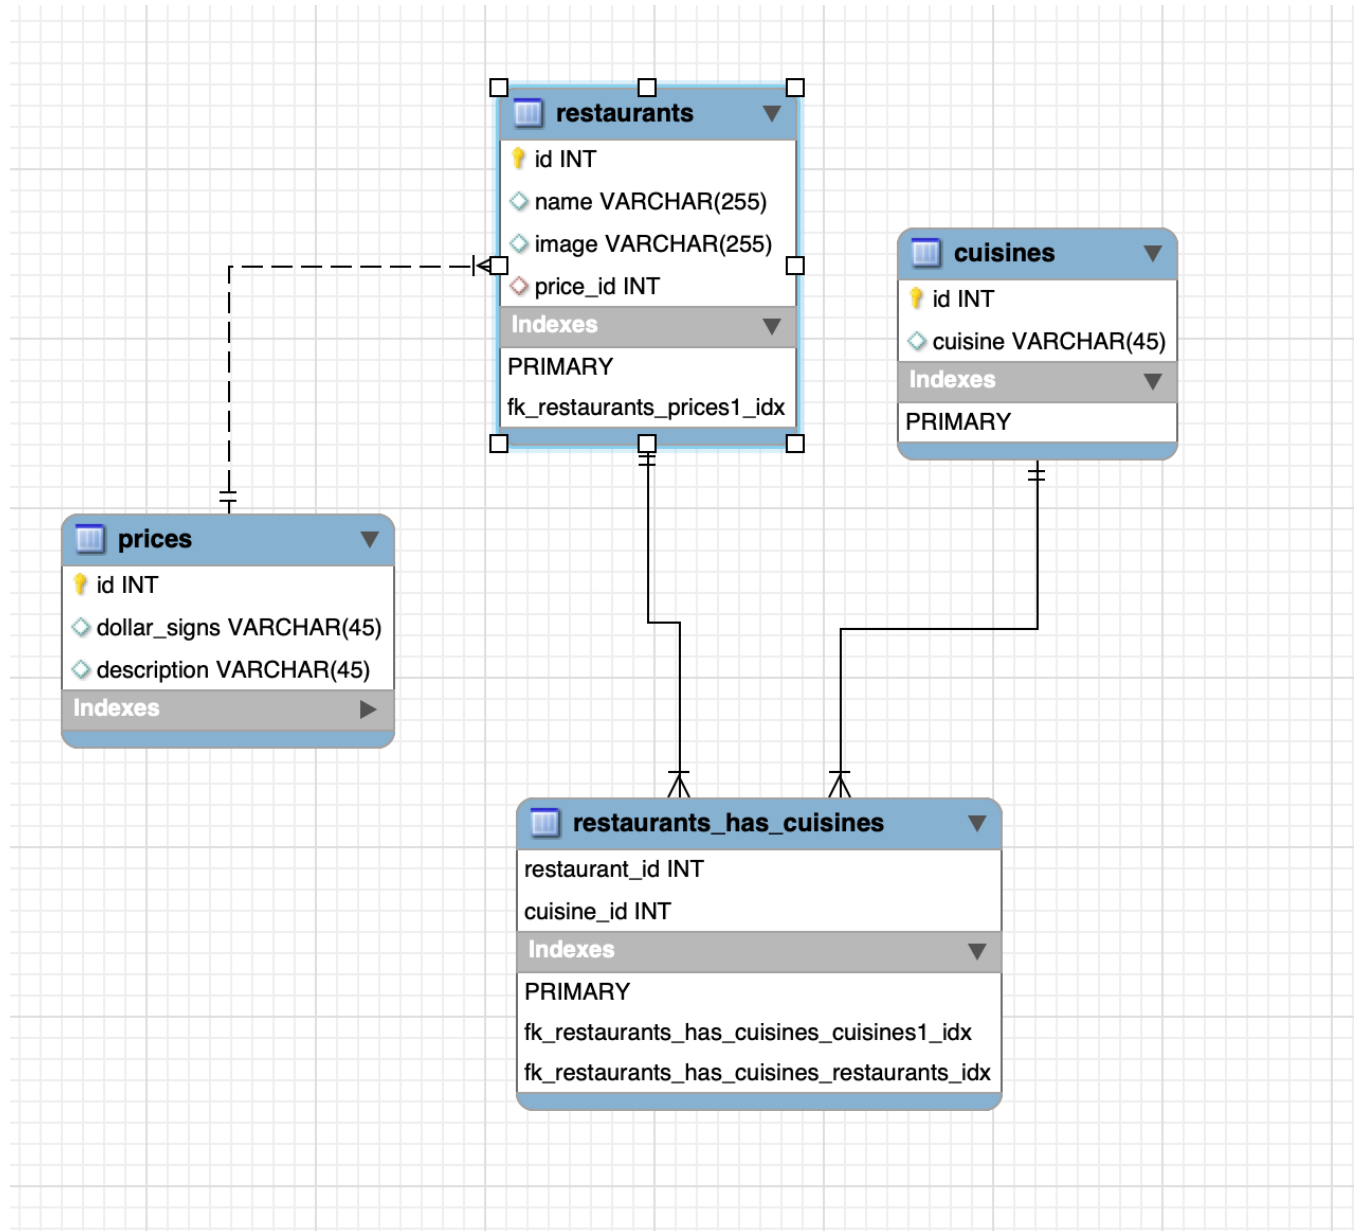 restaurants
id INT
name VARCHAR(255)
image VARCHAR(255)
price_id INT
Indexes
PRIMARY
fk_restaurants_prices1_idx
cuisines
id INT
cuisine VARCHAR(45)
Indexes
PRIMARY
prices
id INT
dollar_signs VARCHAR(45)
description VARCHAR(45)
Indexes
restaurants_has_cuisines
restaurant_id INT
cuisine_id INT
Indexes
PRIMARY
fk_restaurants_has_cuisines_cuisines1_idx
fk_restaurants_has_cuisines_restaurants_idx